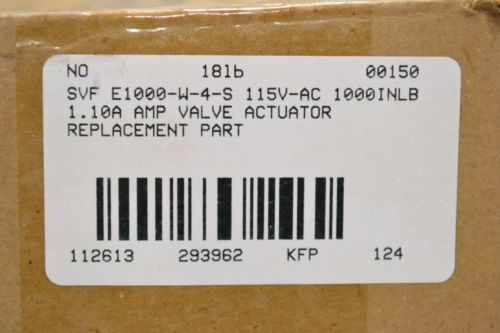 NO 18lb 00150
SVF E1000-W-4-S 115V-AC 1000INLB
1.10A AMP VALVE ACTUATOR
REPLACEMENT PART
112613 293962 KFP 124